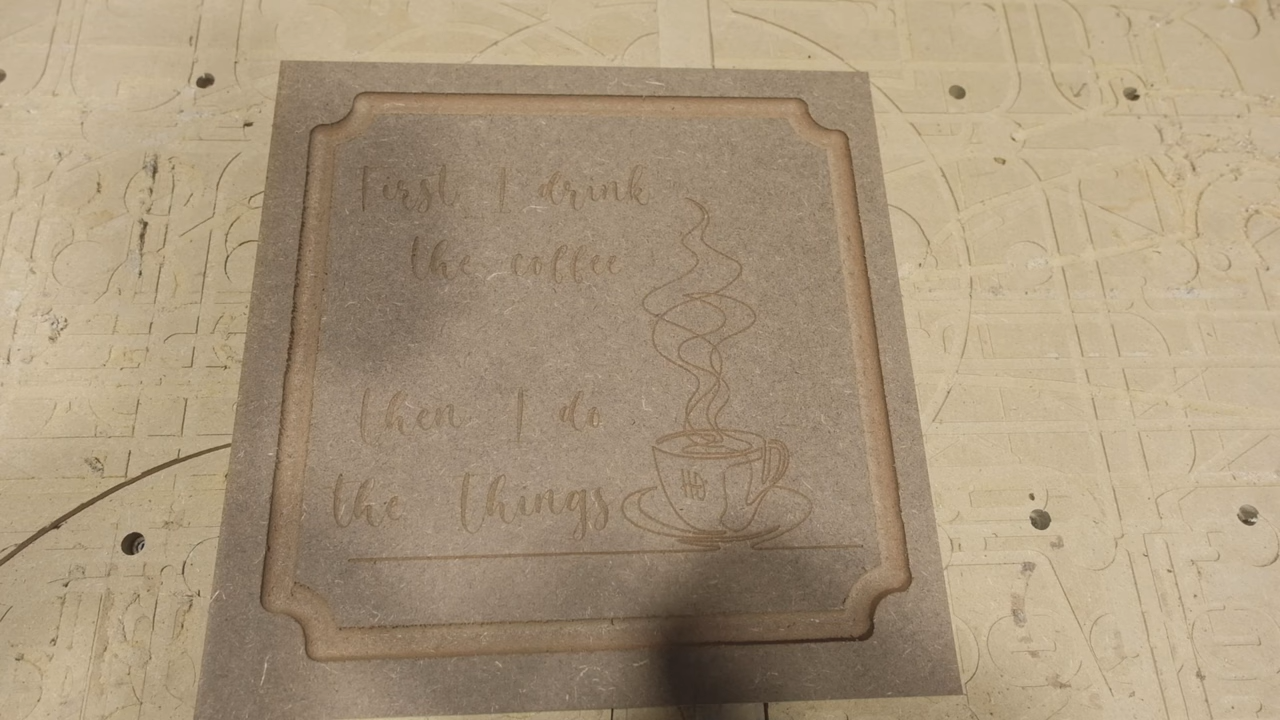 First I drink
the coffee
then I do
the things